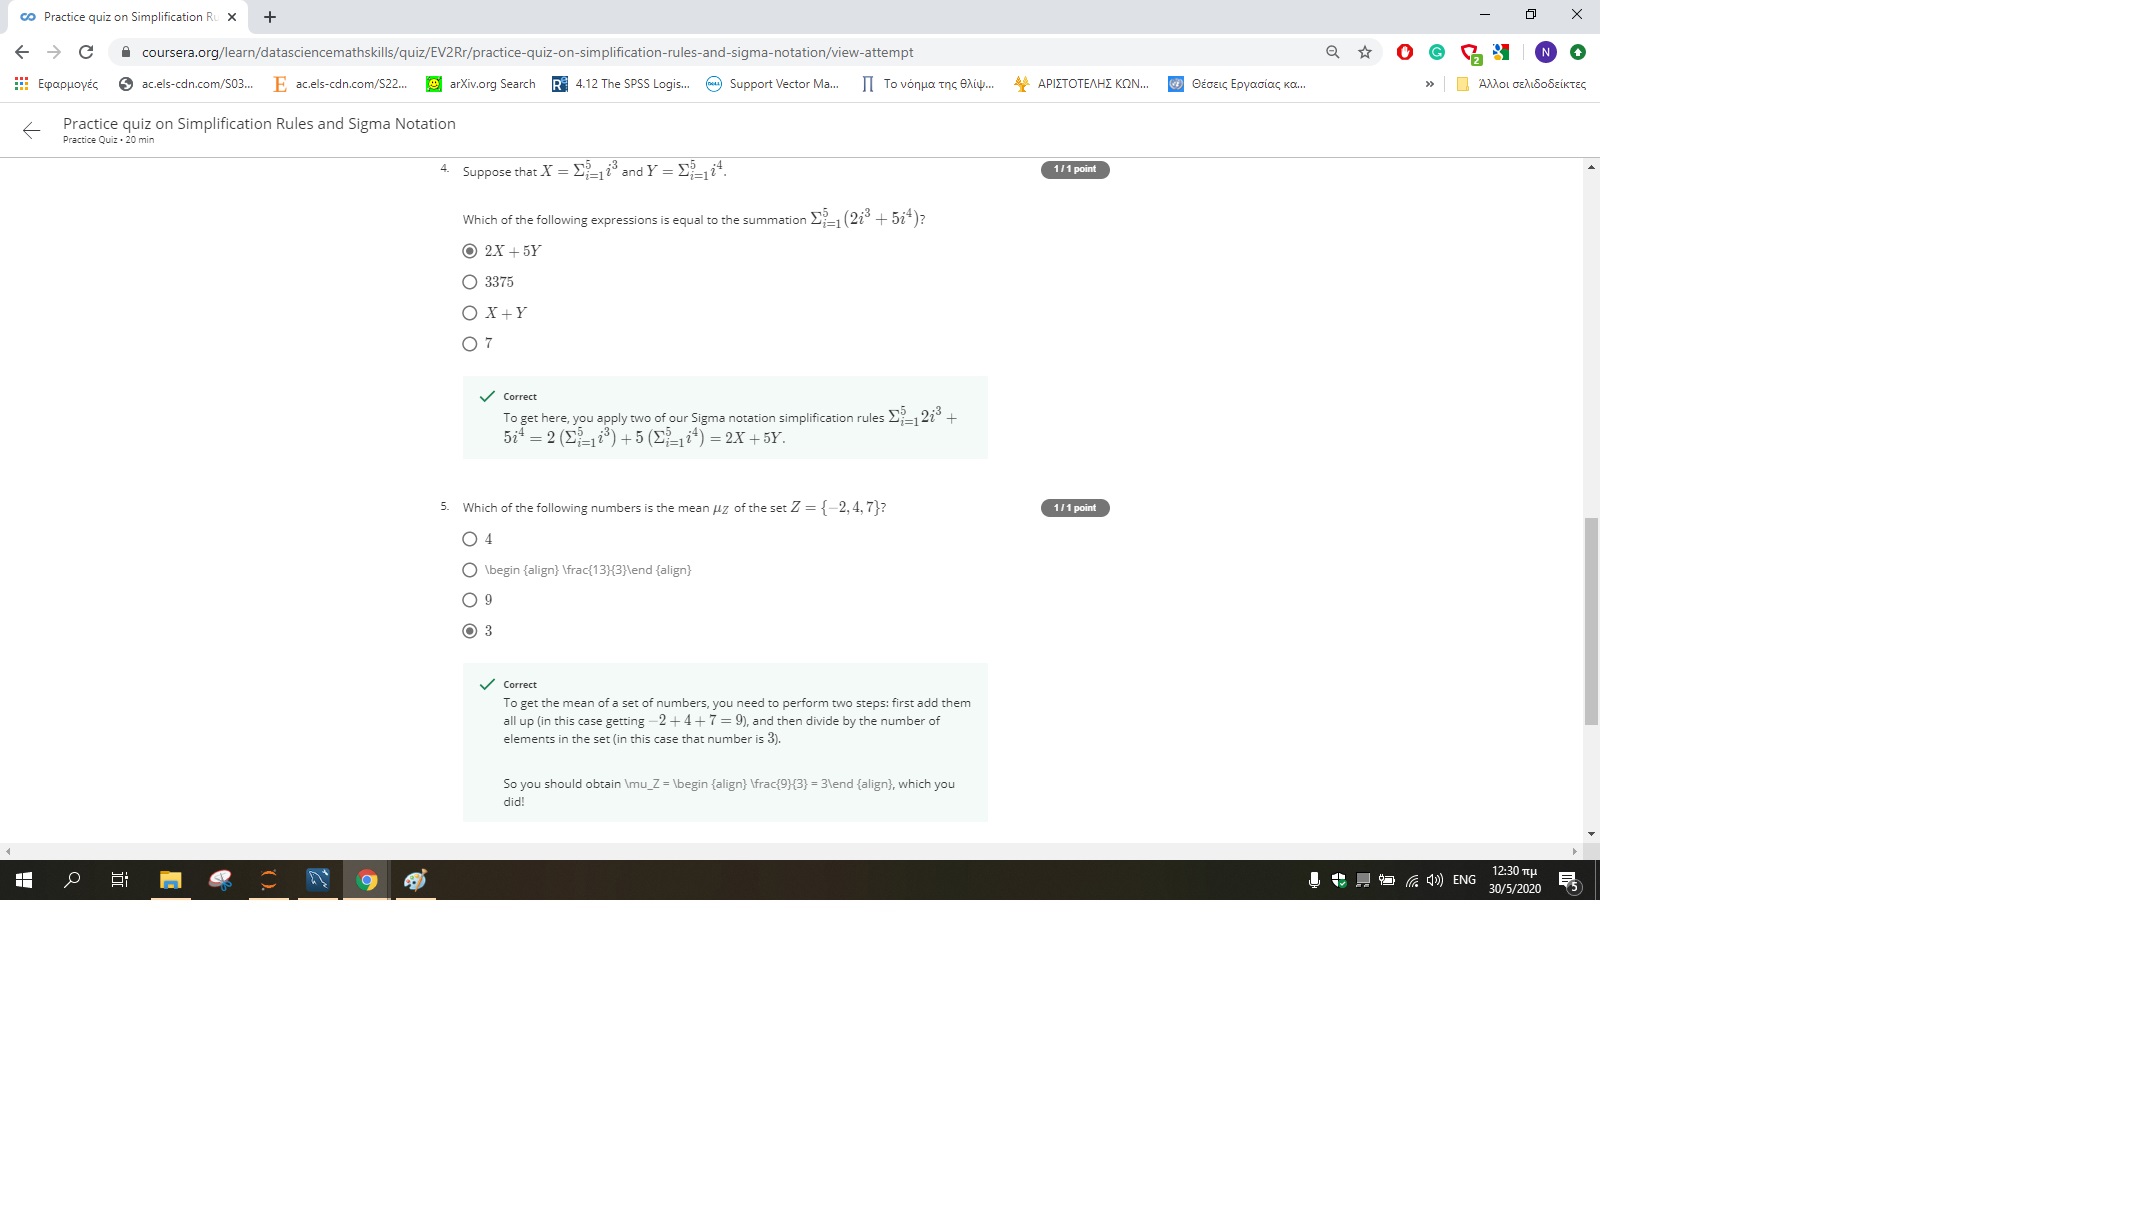 Practice quiz on Simplification Ru
coursera.org/learn/datasciencemathskills/quiz/EV2Rr/practice-quiz-on-simplification-rules-and-sigma-notation/view-attempt
2
N
Εφαρμογές ac.els-cdn.com/S03... ac.els-cdn.com/S22... arXiv.org Search 4.12 The SPSS Logis... Support Vector Ma... Το νόημα της θλίψ... ΑΡΙΣΤΟΤΕΛΗΣ ΚΩΝ... Θέσεις Εργασίας κα... » Άλλοι σελιδοδείκτες
Practice quiz on Simplification Rules and Sigma Notation
Practice Quiz • 20 min
4. Suppose that X = Σ_{i=1}^5 i^3 and Y = Σ_{i=1}^5 i^4. 1 / 1 point
Which of the following expressions is equal to the summation Σ_{i=1}^5 (2i^3 + 5i^4)?
2X + 5Y
3375
X + Y
7
Correct
To get here, you apply two of our Sigma notation simplification rules Σ_{i=1}^5 2i^3 +
5i^4 = 2 (Σ_{i=1}^5 i^3) + 5 (Σ_{i=1}^5 i^4) = 2X + 5Y.
5. Which of the following numbers is the mean μ_Z of the set Z = {−2, 4, 7}? 1 / 1 point
4
\begin {align} \frac{13}{3}\end {align}
9
3
Correct
To get the mean of a set of numbers, you need to perform two steps: first add them
all up (in this case getting −2 + 4 + 7 = 9), and then divide by the number of
elements in the set (in this case that number is 3).
So you should obtain \mu_Z = \begin {align} \frac{9}{3} = 3\end {align}, which you
did!
ENG
12:30 πμ
30/5/2020
5